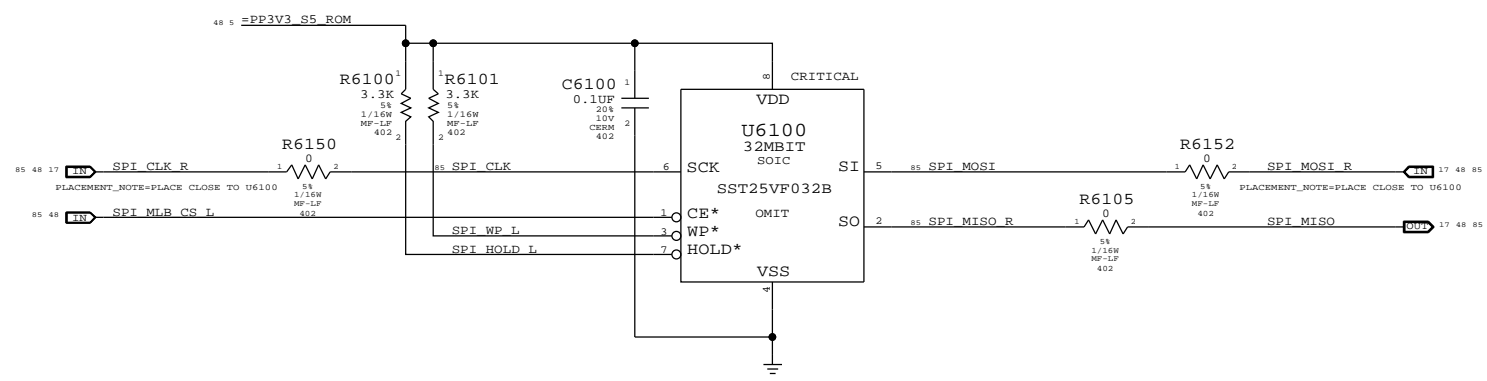 48 5 =PP3V3_S5_ROM
R6100
1
3.3K
5%
1/16W
MF-LF
402
2
1
R6101
3.3K
5%
1/16W
MF-LF
402
2
C6100
1
0.1UF
20%
10V
CERM
402
2
8
CRITICAL
VDD
U6100
32MBIT
SOIC
SST25VF032B
OMIT
VSS
4
6 SCK
1 CE*
3 WP*
7 HOLD*
SI 5
SO 2
85 48 17 IN SPI_CLK_R
R6150
0
1 2
5%
1/16W
MF-LF
402
PLACEMENT_NOTE=PLACE CLOSE TO U6100
85 SPI_CLK
85 48 IN SPI_MLB_CS_L
SPI_WP_L
SPI_HOLD_L
85 SPI_MOSI
R6152
0
1 2
5%
1/16W
MF-LF
402
SPI_MOSI_R IN 17 48 85
PLACEMENT_NOTE=PLACE CLOSE TO U6100
85 SPI_MISO_R
R6105
0
1 2
5%
1/16W
MF-LF
402
SPI_MISO OUT 17 48 85